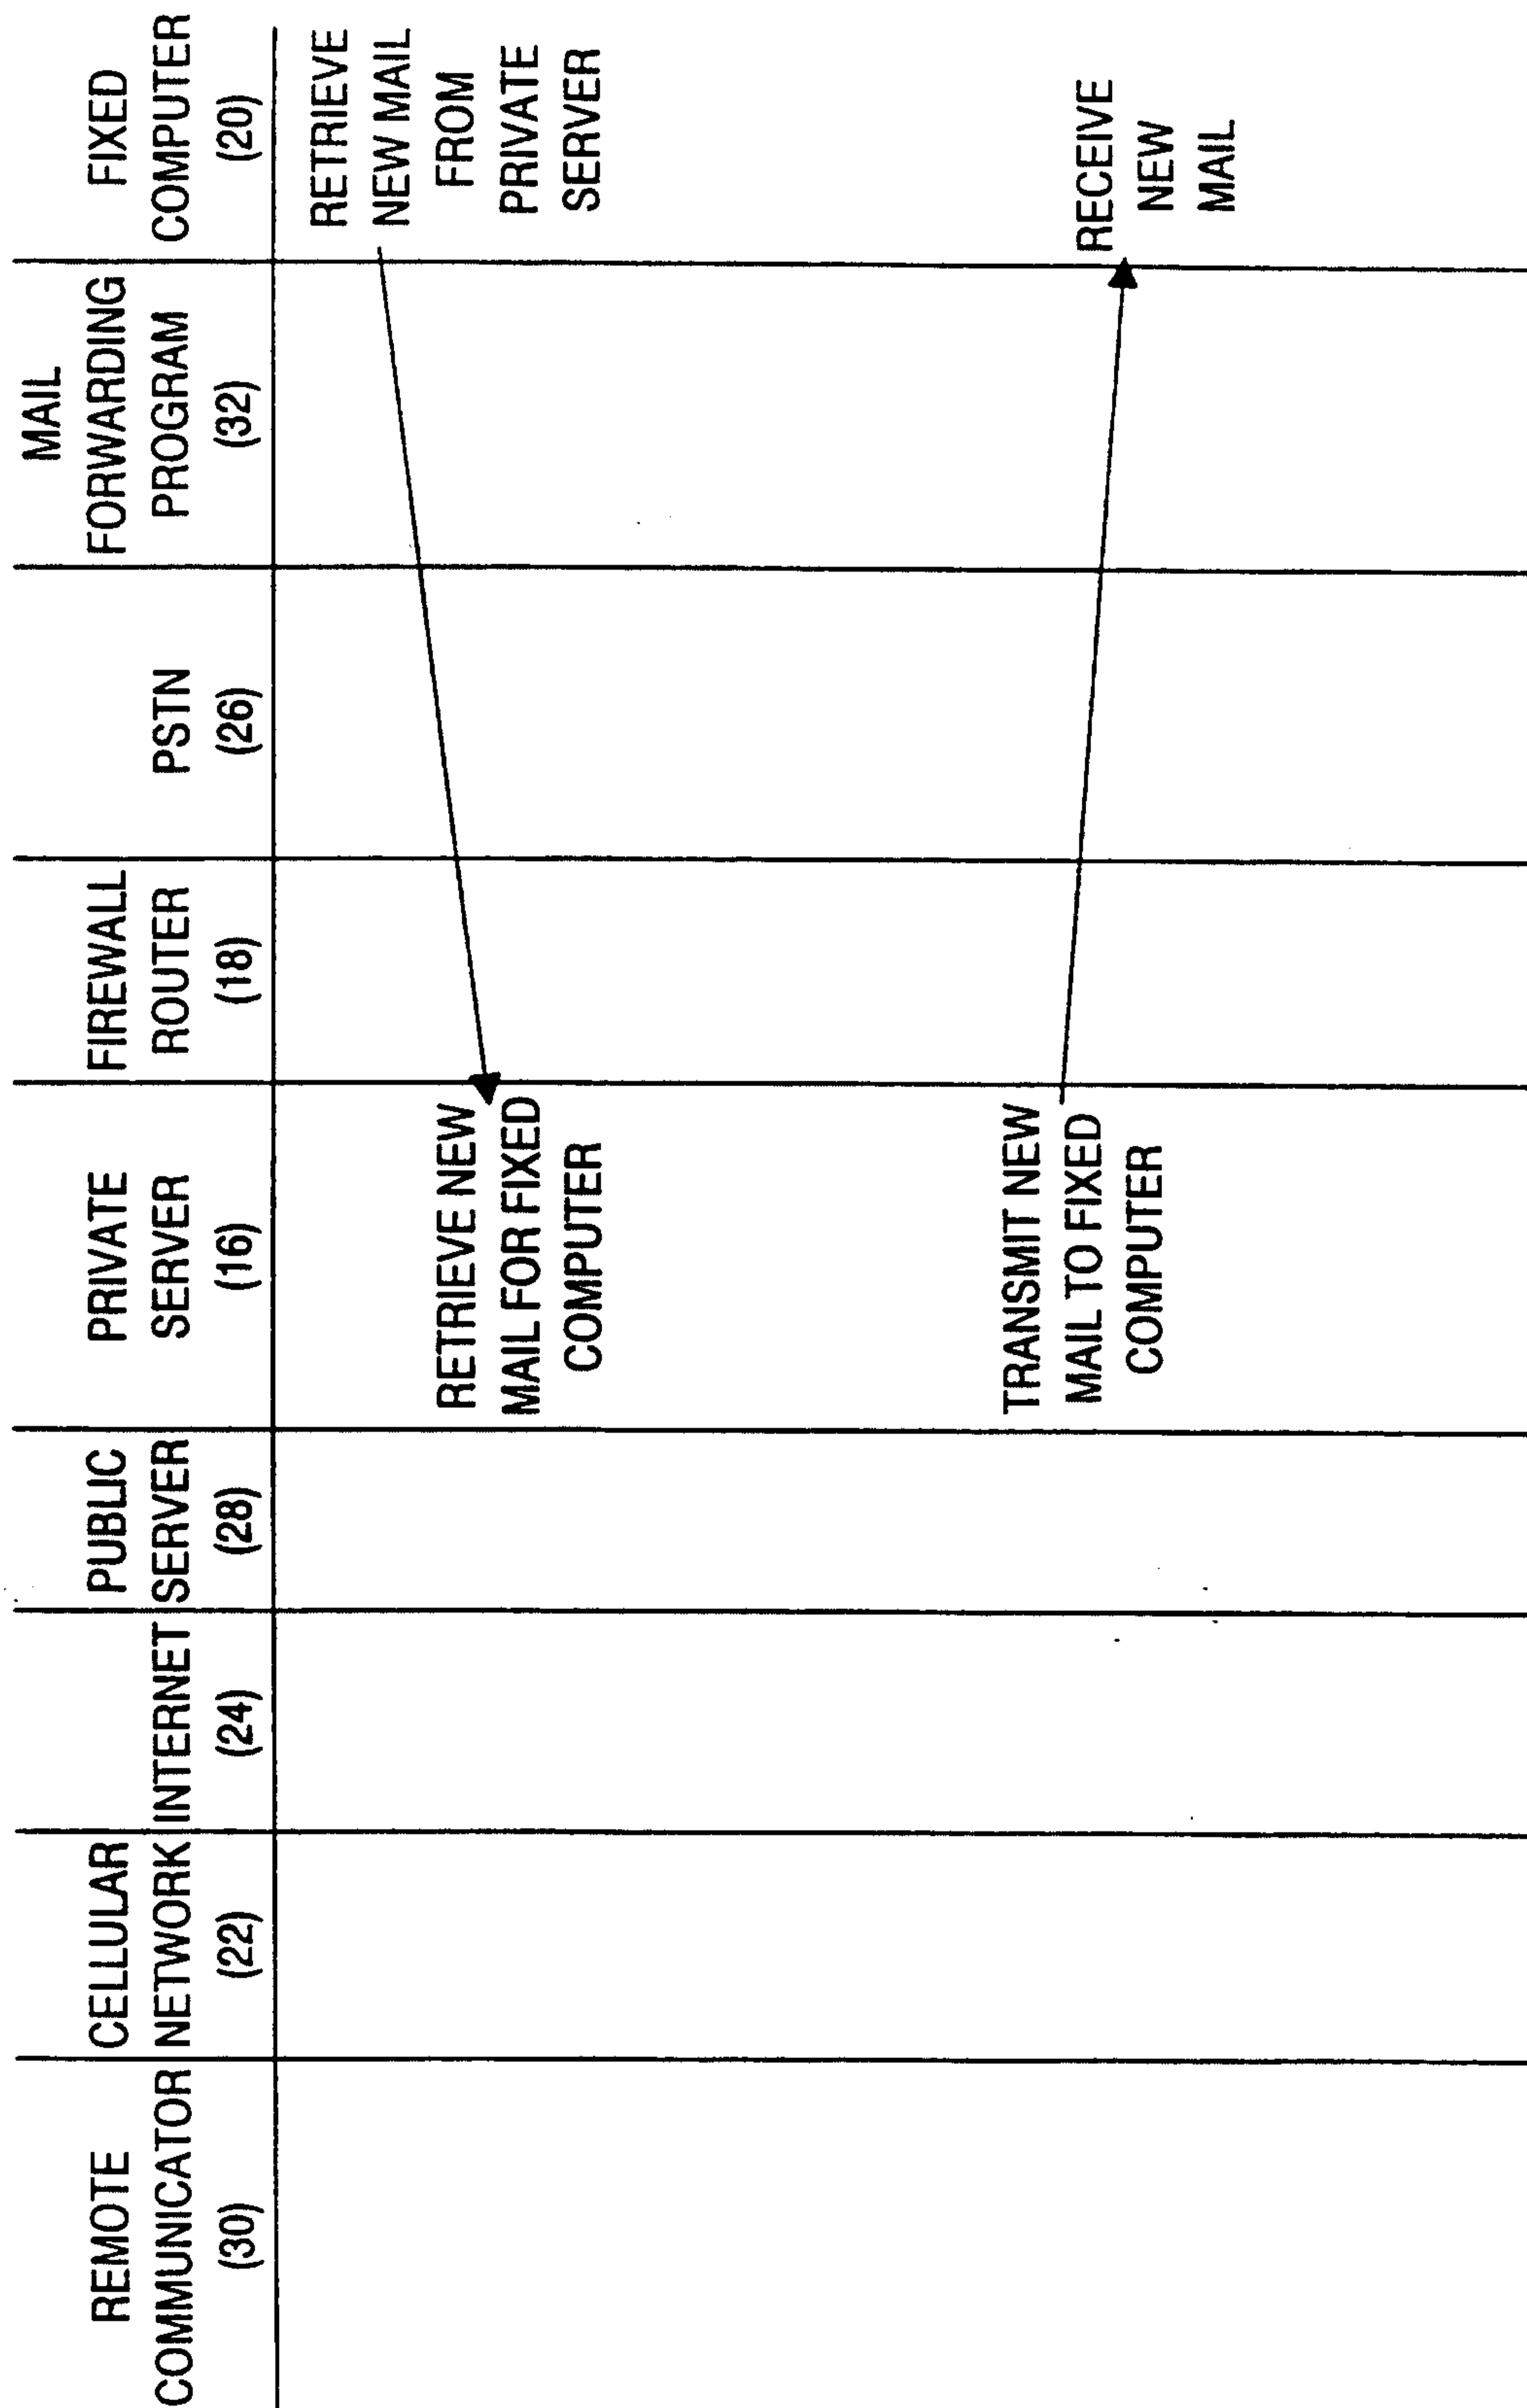 REMOTE
COMMUNICATOR
(30)
CELLULAR
NETWORK
(22)
INTERNET
(24)
PUBLIC
SERVER
(28)
PRIVATE
SERVER
(16)
FIREWALL
ROUTER
(18)
PSTN
(26)
MAIL
FORWARDING
PROGRAM
(32)
FIXED
COMPUTER
(20)
RETRIEVE
NEW MAIL
FROM
PRIVATE
SERVER
RETRIEVE NEW
MAIL FOR FIXED
COMPUTER
TRANSMIT NEW
MAIL TO FIXED
COMPUTER
RECEIVE
NEW
MAIL